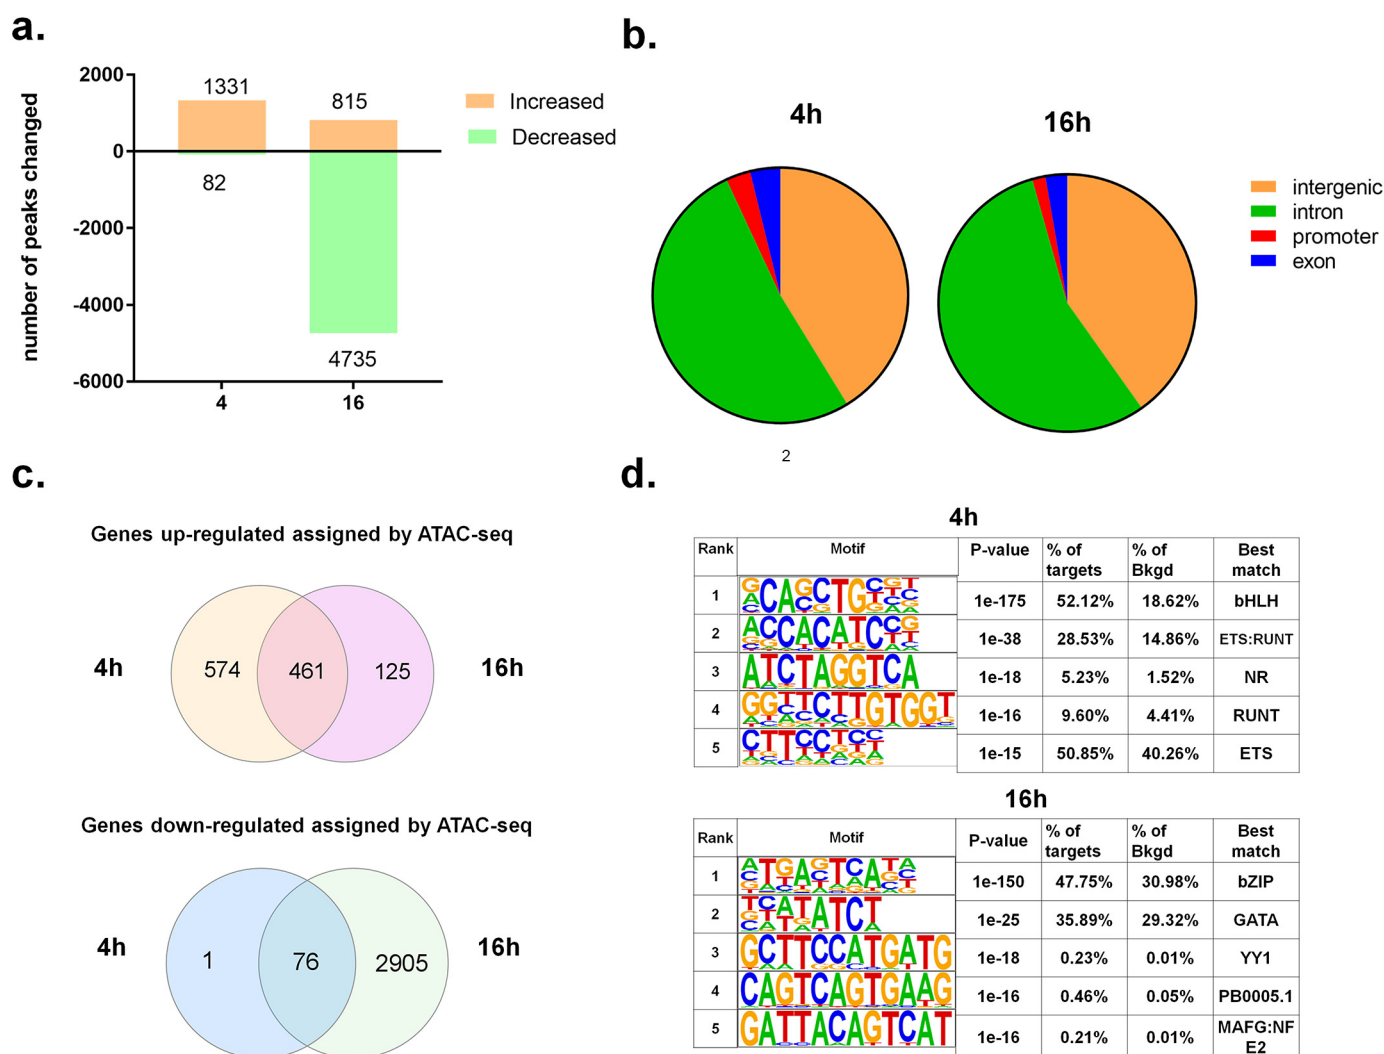 a.
number of peaks changed
2000
0
-2000
-4000
-6000
1331
815
82
4735
4
16
Increased
Decreased
b.
4h
16h
intergenic
intron
promoter
exon
2
c.
Genes up-regulated assigned by ATAC-seq
4h
574
461
125
16h
Genes down-regulated assigned by ATAC-seq
4h
1
76
2905
16h
d.
4h
Rank Motif P-value % of targets % of Bkgd Best match
1 1e-175 52.12% 18.62% bHLH
2 1e-38 28.53% 14.86% ETS:RUNT
3 ATCTAGGTCA 1e-18 5.23% 1.52% NR
4 1e-16 9.60% 4.41% RUNT
5 1e-15 50.85% 40.26% ETS
16h
Rank Motif P-value % of targets % of Bkgd Best match
1 1e-150 47.75% 30.98% bZIP
2 1e-25 35.89% 29.32% GATA
3 GCTTCCATGATG 1e-18 0.23% 0.01% YY1
4 CAGTCAGTGAAG 1e-16 0.46% 0.05% PB0005.1
5 GATTACAGTCAT 1e-16 0.21% 0.01% MAFG:NF
E2